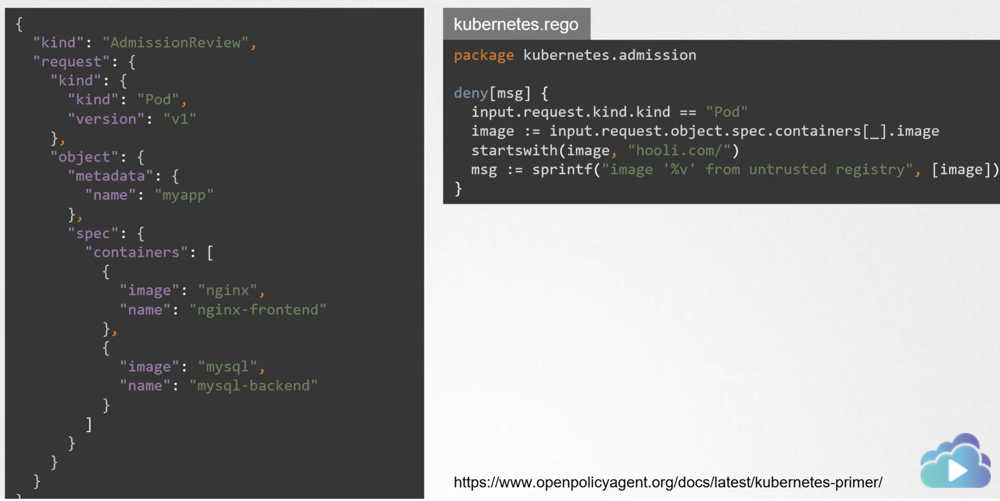 {
  "kind": "AdmissionReview",
  "request": {
    "kind": {
      "kind": "Pod",
      "version": "v1"
    },
    "object": {
      "metadata": {
        "name": "myapp"
      },
      "spec": {
        "containers": [
          {
            "image": "nginx",
            "name": "nginx-frontend"
          },
          {
            "image": "mysql",
            "name": "mysql-backend"
          }
        ]
      }
    }
  }
}
kubernetes.rego
package kubernetes.admission
deny[msg] {
  input.request.kind.kind == "Pod"
  image := input.request.object.spec.containers[_].image
  startswith(image, "hooli.com/")
  msg := sprintf("image '%v' from untrusted registry", [image])
}
https://www.openpolicyagent.org/docs/latest/kubernetes-primer/